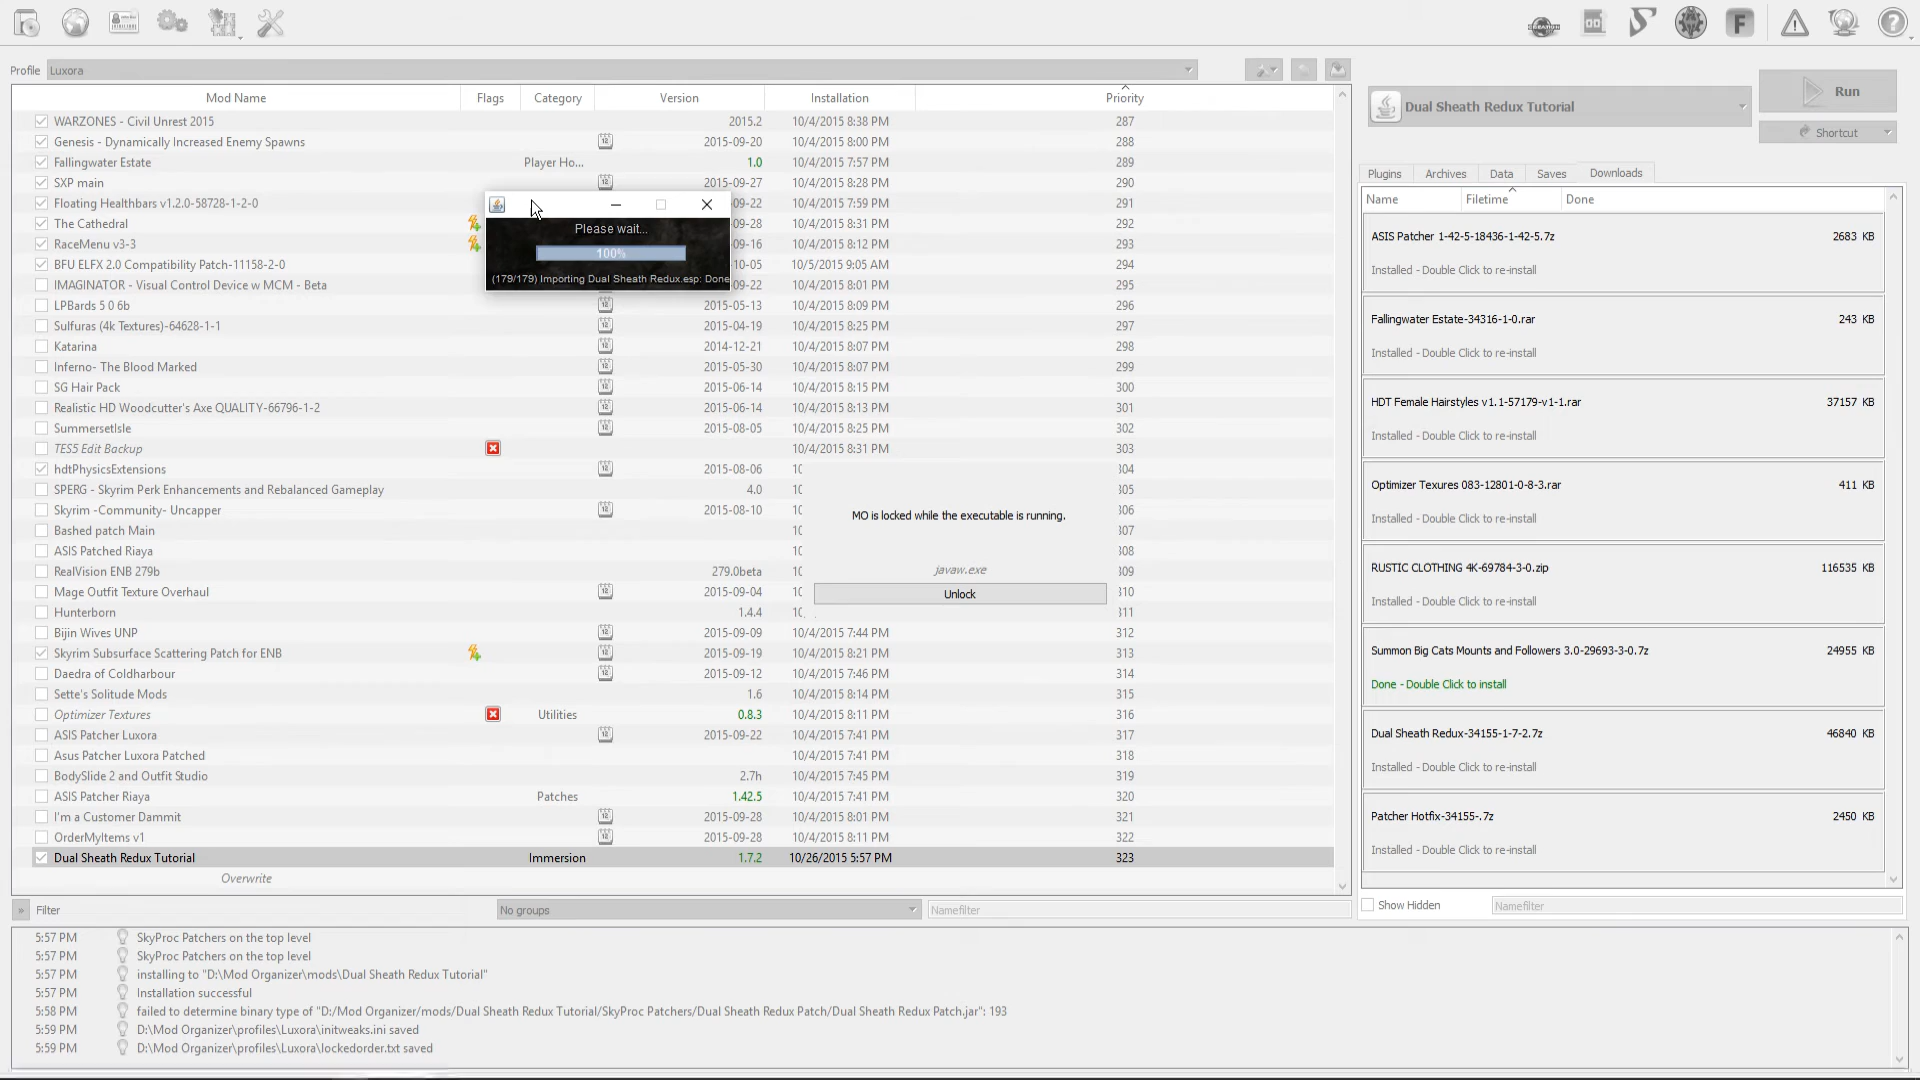 Profile Luxora
Mod Name Flags Category Version Installation Priority
WARZONES - Civil Unrest 2015 2015.2 10/4/2015 8:38 PM 287
Genesis - Dynamically Increased Enemy Spawns 2015-09-20 10/4/2015 8:00 PM 288
Fallingwater Estate Player Ho... 1.0 10/4/2015 7:57 PM 289
SXP main 2015-09-27 10/4/2015 8:28 PM 290
Floating Healthbars v1.2.0-58728-1-2-0 -09-22 10/4/2015 7:59 PM 291
The Cathedral -09-28 10/4/2015 8:31 PM 292
RaceMenu v3-3 -09-16 10/4/2015 8:12 PM 293
BFU ELFX 2.0 Compatibility Patch-11158-2-0 -10-05 10/5/2015 9:05 AM 294
IMAGINATOR - Visual Control Device w MCM - Beta -09-22 10/4/2015 8:01 PM 295
LPBards 5 0 6b 2015-05-13 10/4/2015 8:09 PM 296
Sulfuras (4k Textures)-64628-1-1 2015-04-19 10/4/2015 8:25 PM 297
Katarina 2014-12-21 10/4/2015 8:07 PM 298
Inferno- The Blood Marked 2015-05-30 10/4/2015 8:07 PM 299
SG Hair Pack 2015-06-14 10/4/2015 8:15 PM 300
Realistic HD Woodcutter's Axe QUALITY-66796-1-2 2015-06-14 10/4/2015 8:13 PM 301
SummersetIsle 2015-08-05 10/4/2015 8:25 PM 302
TES5 Edit Backup 10/4/2015 8:31 PM 303
hdtPhysicsExtensions 2015-08-06 10 304
SPERG - Skyrim Perk Enhancements and Rebalanced Gameplay 4.0 10 305
Skyrim -Community- Uncapper 2015-08-10 10 306
Bashed patch Main 10 307
ASIS Patched Riaya 10 308
RealVision ENB 279b 279.0beta 10 309
Mage Outfit Texture Overhaul 2015-09-04 10 310
Hunterborn 1.4.4 10 311
Bijin Wives UNP 2015-09-09 10/4/2015 7:44 PM 312
Skyrim Subsurface Scattering Patch for ENB 2015-09-19 10/4/2015 8:21 PM 313
Daedra of Coldharbour 2015-09-12 10/4/2015 7:46 PM 314
Sette's Solitude Mods 1.6 10/4/2015 8:14 PM 315
Optimizer Textures Utilities 0.8.3 10/4/2015 8:11 PM 316
ASIS Patcher Luxora 2015-09-22 10/4/2015 7:41 PM 317
Asus Patcher Luxora Patched 10/4/2015 7:41 PM 318
BodySlide 2 and Outfit Studio 2.7h 10/4/2015 7:45 PM 319
ASIS Patcher Riaya Patches 1.42.5 10/4/2015 7:41 PM 320
I'm a Customer Dammit 2015-09-28 10/4/2015 8:01 PM 321
OrderMyItems v1 2015-09-28 10/4/2015 8:11 PM 322
Dual Sheath Redux Tutorial Immersion 1.7.2 10/26/2015 5:57 PM 323
Overwrite
Please wait...
100%
(179/179) Importing Dual Sheath Redux.esp: Done
MO is locked while the executable is running.
javaw.exe
Unlock
» Filter No groups Namefilter
Dual Sheath Redux Tutorial
Run
Shortcut
Plugins Archives Data Saves Downloads
Name Filetime Done
ASIS Patcher 1-42-5-18436-1-42-5.7z 2683 KB
Installed - Double Click to re-install
Fallingwater Estate-34316-1-0.rar 243 KB
Installed - Double Click to re-install
HDT Female Hairstyles v1.1-57179-v1-1.rar 37157 KB
Installed - Double Click to re-install
Optimizer Texures 083-12801-0-8-3.rar 411 KB
Installed - Double Click to re-install
RUSTIC CLOTHING 4K-69784-3-0.zip 116535 KB
Installed - Double Click to re-install
Summon Big Cats Mounts and Followers 3.0-29693-3-0.7z 24955 KB
Done - Double Click to install
Dual Sheath Redux-34155-1-7-2.7z 46840 KB
Installed - Double Click to re-install
Patcher Hotfix-34155-.7z 2450 KB
Installed - Double Click to re-install
Show Hidden Namefilter
5:57 PM SkyProc Patchers on the top level
5:57 PM SkyProc Patchers on the top level
5:57 PM installing to "D:\Mod Organizer\mods\Dual Sheath Redux Tutorial"
5:57 PM Installation successful
5:58 PM failed to determine binary type of "D:/Mod Organizer/mods/Dual Sheath Redux Tutorial/SkyProc Patchers/Dual Sheath Redux Patch/Dual Sheath Redux Patch.jar": 193
5:59 PM D:\Mod Organizer\profiles\Luxora\initweaks.ini saved
5:59 PM D:\Mod Organizer\profiles\Luxora\lockedorder.txt saved